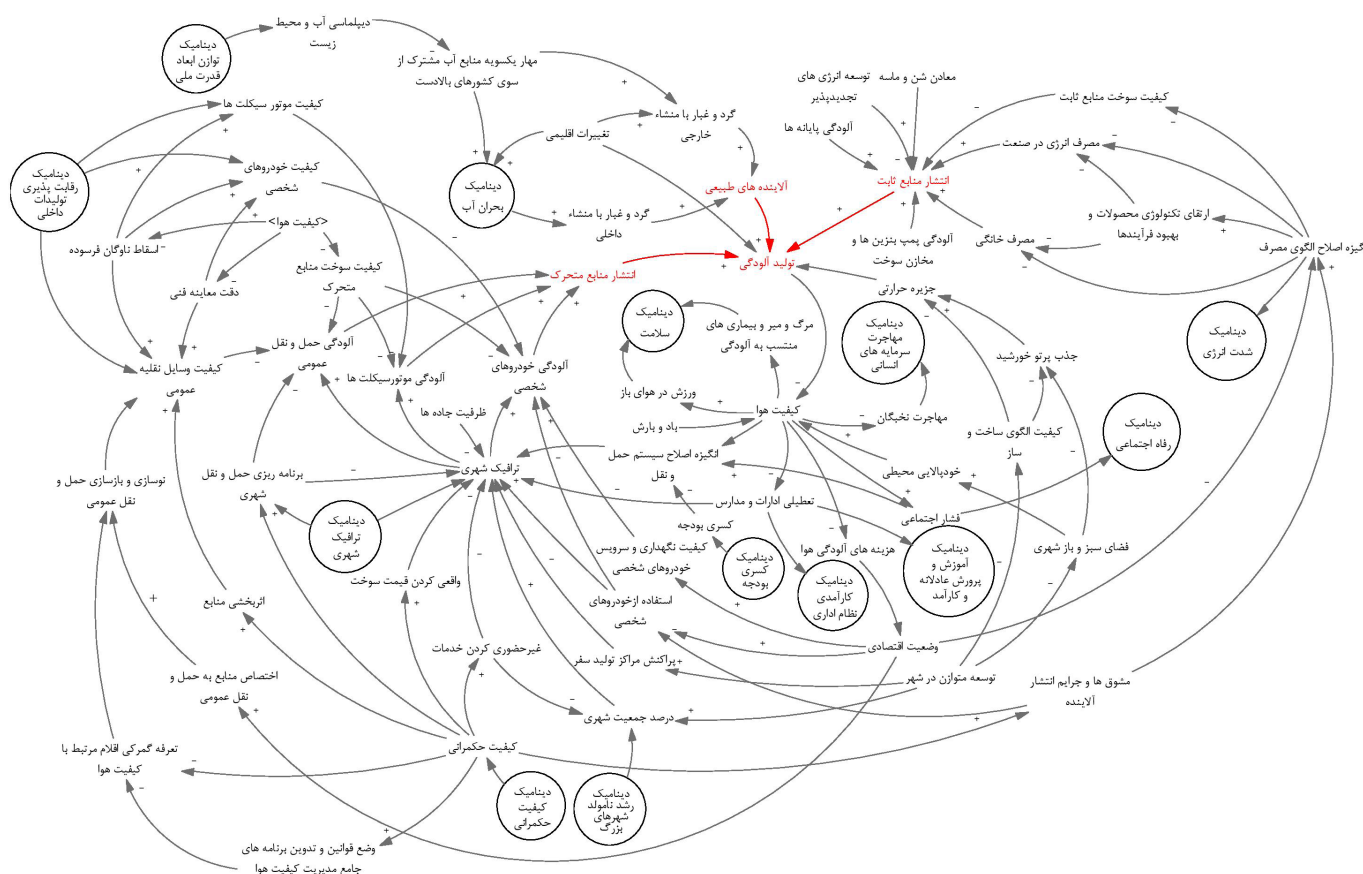 دینامیک
توازن ابعاد
قدرت ملی
دیپلماسی آب و محیط
زیست
مهار یکسویه منابع آب مشترک از
سوی کشورهای بالادست
توسعه انرژی های
تجدیدپذیر
معادن شن و ماسه
کیفیت سوخت منابع ثابت
کیفیت موتور سیکلت ها
گرد و غبار با منشاء
خارجی
تغییرات اقلیمی
آلودگی پایانه ها
مصرف انرژی در صنعت
دینامیک
رقابت پذیری
تولیدات
داخلی
کیفیت خودروهای
شخصی
دینامیک
بحران آب
آلاینده های طبیعی
انتشار منابع ثابت
ارتقای تکنولوژی محصولات و
بهبود فرآیندها
<کیفیت هوا>
گرد و غبار با منشاء
داخلی
آلودگی پمپ بنزین ها و
مخازن سوخت
مصرف خانگی
گیزه اصلاح الگوی مصرف
اسقاط ناوگان فرسوده
کیفیت سوخت منابع
متحرک
انتشار منابع متحرک
تولید آلودگی
دقت معاینه فنی
جزیره حرارتی
دینامیک
سلامت
مرگ و میر و بیماری های
منتسب به آلودگی
دینامیک
مهاجرت
سرمایه های
انسانی
دینامیک
شدت انرژی
آلودگی حمل و نقل
عمومی
کیفیت وسایل نقلیه
عمومی
آلودگی موتورسیکلت ها
آلودگی خودروهای
شخصی
جذب پرتو خورشید
ورزش در هوای باز
کیفیت هوا
مهاجرت نخبگان
ظرفیت جاده ها
باد و بارش
کیفیت الگوی ساخت و
ساز
دینامیک
رفاه اجتماعی
ترافیک شهری
انگیزه اصلاح سیستم حمل
و نقل
خودپالایی محیطی
برنامه ریزی حمل و نقل
شهری
نوسازی و بازسازی حمل و
نقل عمومی
تعطیلی ادارات و مدارس
فشار اجتماعی
دینامیک
ترافیک
شهری
کسری بودجه
هزینه های آلودگی هوا
فضای سبز و باز شهری
کیفیت نگهداری و سرویس
خودروهای شخصی
دینامیک
کسری
بودجه
دینامیک
کارآمدی
نظام اداری
دینامیک
آموزش و
پرورش عادلانه
و کارآمد
واقعی کردن قیمت سوخت
اثربخشی منابع
استفاده ازخودروهای
شخصی
وضعیت اقتصادی
غیرحضوری کردن خدمات
پراکنش مراکز تولید سفر
توسعه متوازن در شهر
مشوق ها و جرایم انتشار
آلاینده
اختصاص منابع به حمل و
نقل عمومی
درصد جمعیت شهری
کیفیت حکمرانی
تعرفه گمرکی اقلام مرتبط با
کیفیت هوا
دینامیک
کیفیت
حکمرانی
دینامیک
رشد نامولد
شهرهای
بزرگ
وضع قوانین و تدوین برنامه های
جامع مدیریت کیفیت هوا